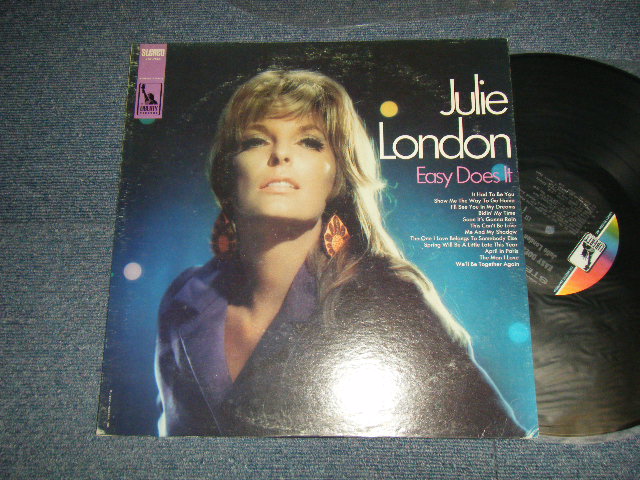 STEREO
LIBERTY
Julie
London
Easy Does It
It Had To Be You
Show Me the Way To Go Home
I'll See You in My Dreams
Bidin' My Time
Soon It's Gonna Rain
This Can't Be Love
Me And My Shadow
The One I Love Belongs To Somebody Else
Spring Will Be A Little Late This Year
April in Paris
The Man I Love
We'll Be Together Again